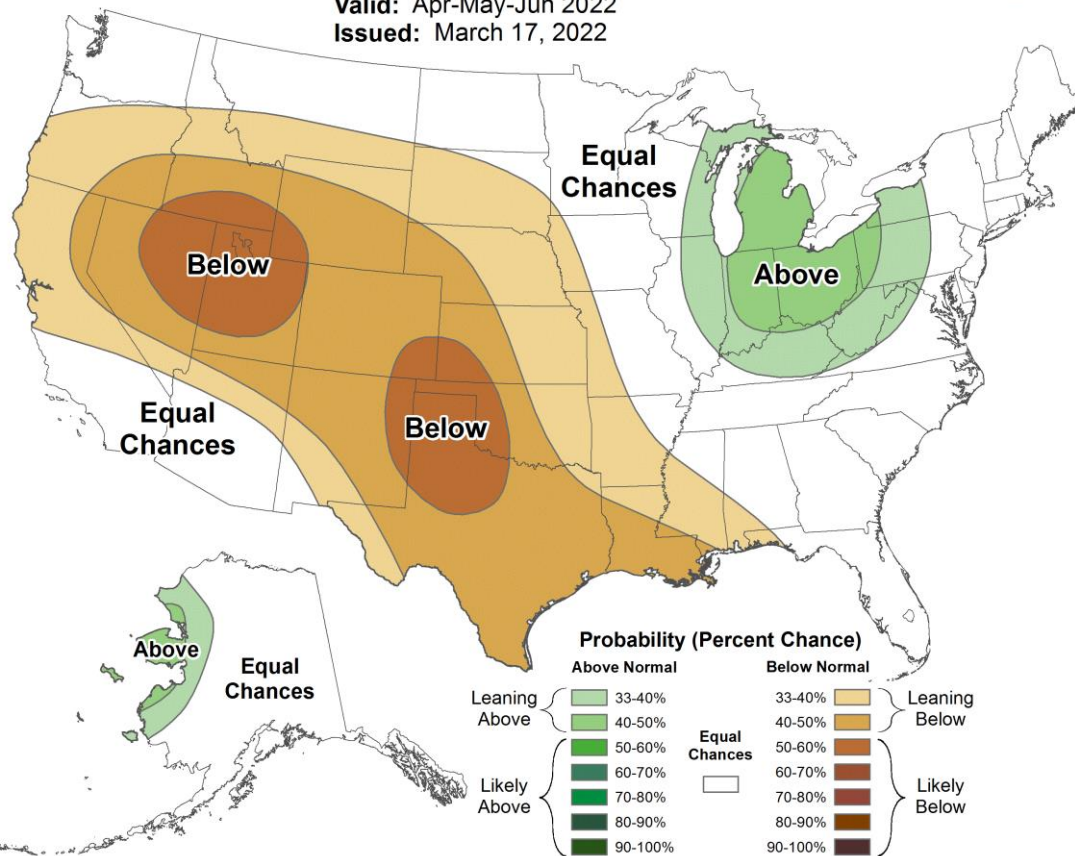 Valid: Apr-May-Jun 2022
Issued: March 17, 2022
Equal
Chances
Below
Above
Below
Equal
Chances
Above
Equal
Chances
Probability (Percent Chance)
Above Normal
Below Normal
Leaning
Above
33-40%
40-50%
Likely
Above
50-60%
60-70%
70-80%
80-90%
90-100%
Equal
Chances
33-40%
40-50%
Leaning
Below
50-60%
60-70%
70-80%
80-90%
90-100%
Likely
Below